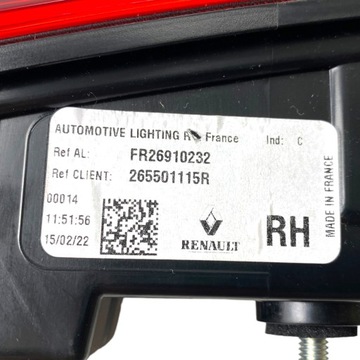 AUTOMOTIVE LIGHTING France Ind: C
Ref AL: FR26910232
Ref CLIENT: 265501115R
00014
11:51:56
15/02/22
RENAULT
RH
MADE IN FRANCE